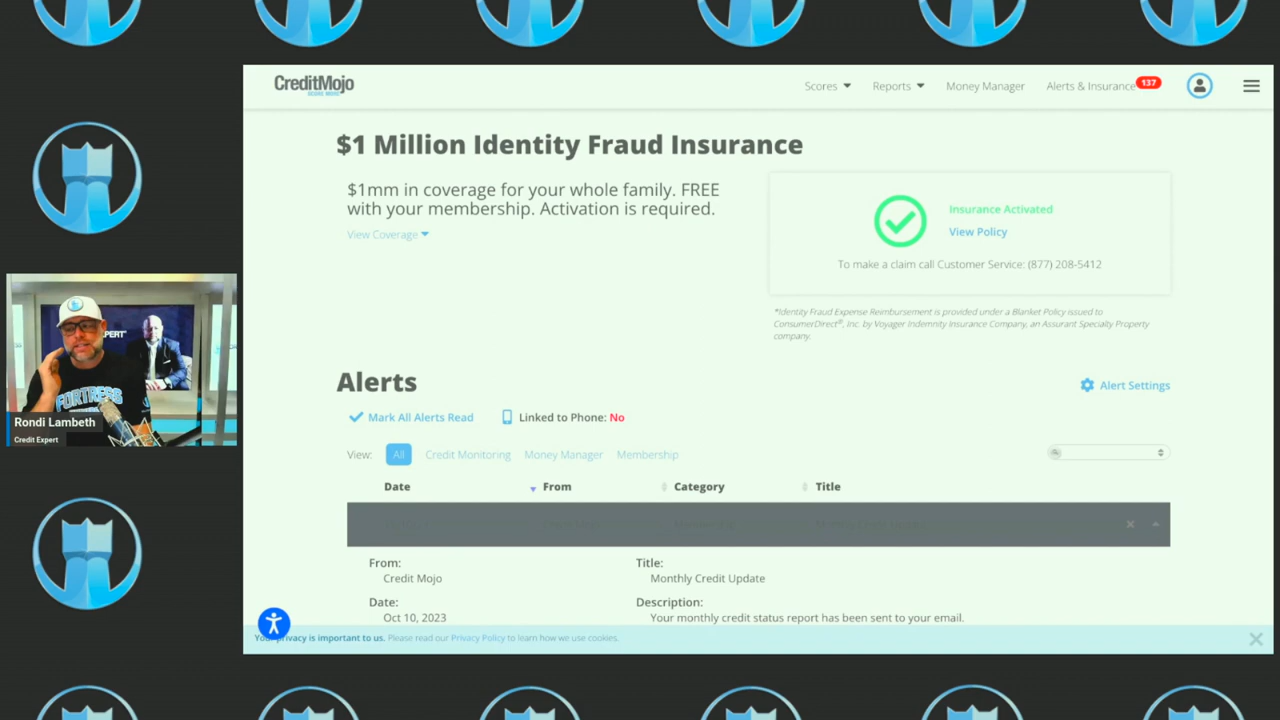 CreditMojo
Scores
Reports
Money Manager
Alerts & Insurance
137
$1 Million Identity Fraud Insurance
$1mm in coverage for your whole family. FREE
with your membership. Activation is required.
View Coverage
Insurance Activated
View Policy
To make a claim call Customer Service: (877) 208-5412
*Identity Fraud Expense Reimbursement is provided under a Blanket Policy issued to
ConsumerDirect®, Inc. by Voyager Indemnity Insurance Company, an Assurant Specialty Property
company.
Alerts
Alert Settings
Mark All Alerts Read
Linked to Phone: No
View:
All
Credit Monitoring
Money Manager
Membership
Date
From
Category
Title
From:
Credit Mojo
Title:
Monthly Credit Update
Date:
Oct 10, 2023
Description:
Your monthly credit status report has been sent to your email.
Your privacy is important to us. Please read our Privacy Policy to learn how we use cookies.
FORTRESS
Rondi Lambeth
Credit Expert